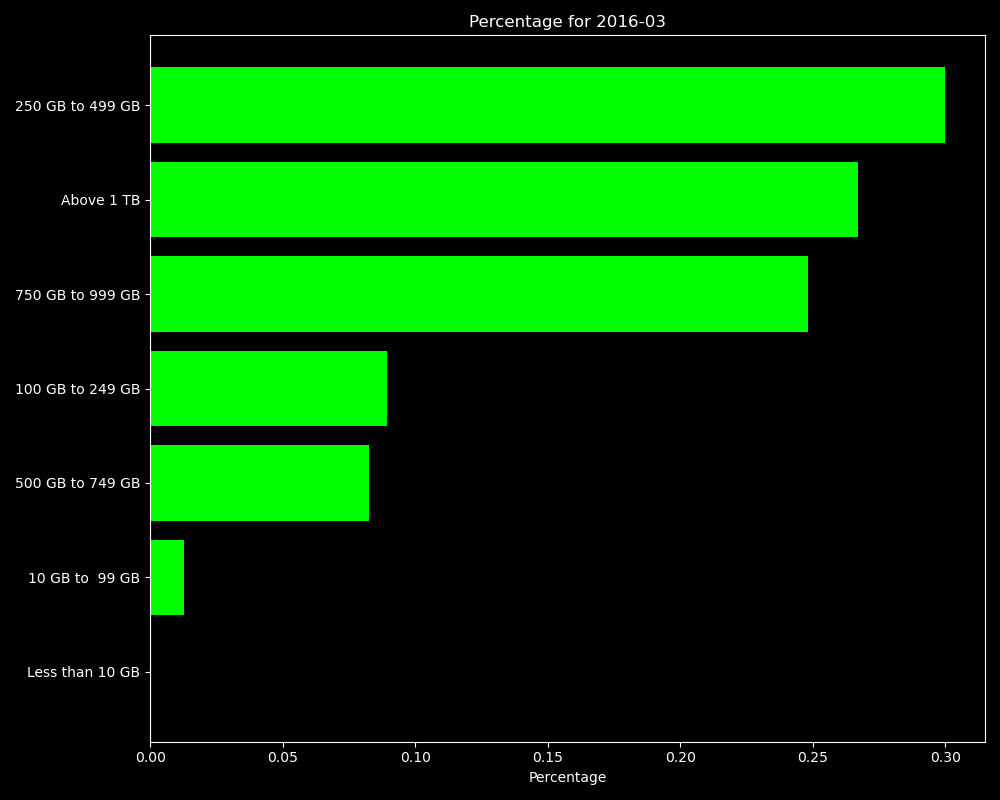 Percentage for 2016-03
250 GB to 499 GB
Above 1 TB
750 GB to 999 GB
100 GB to 249 GB
500 GB to 749 GB
10 GB to  99 GB
Less than 10 GB
0.00 0.05 0.10 0.15 0.20 0.25 0.30
Percentage